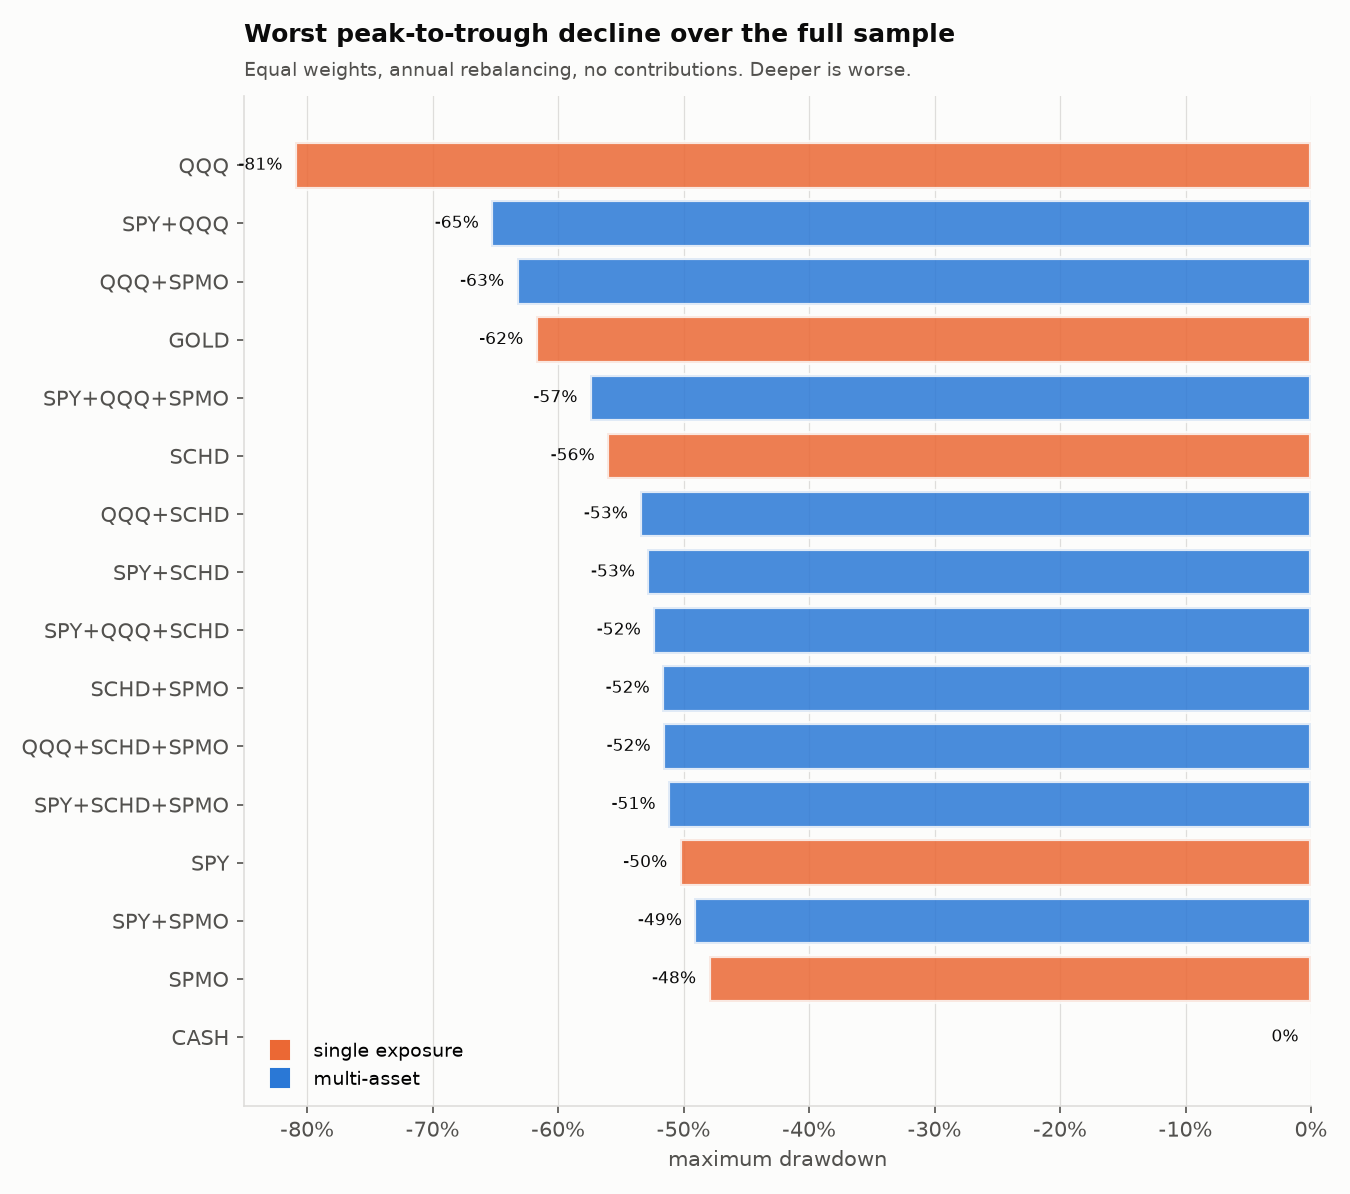 Worst peak-to-trough decline over the full sample
Equal weights, annual rebalancing, no contributions. Deeper is worse.
QQQ -81%
SPY+QQQ -65%
QQQ+SPMO -63%
GOLD -62%
SPY+QQQ+SPMO -57%
SCHD -56%
QQQ+SCHD -53%
SPY+SCHD -53%
SPY+QQQ+SCHD -52%
SCHD+SPMO -52%
QQQ+SCHD+SPMO -52%
SPY+SCHD+SPMO -51%
SPY -50%
SPY+SPMO -49%
SPMO -48%
CASH 0%
single exposure
multi-asset
-80% -70% -60% -50% -40% -30% -20% -10% 0%
maximum drawdown